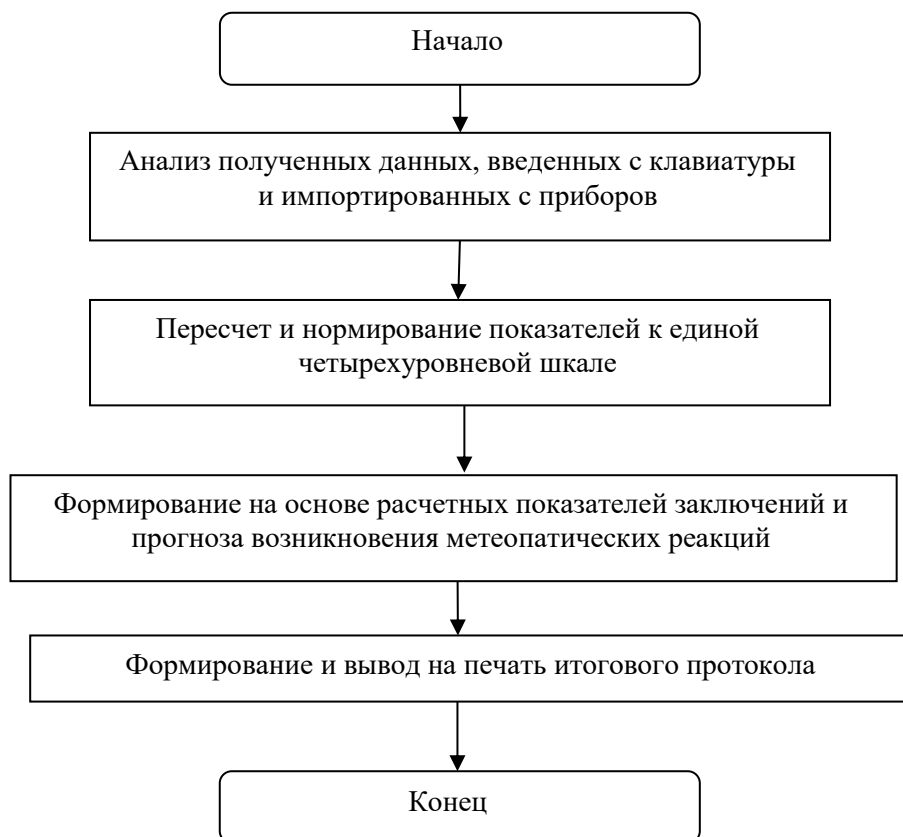 Начало
Анализ полученных данных, введенных с клавиатуры
и импортированных с приборов
Пересчет и нормирование показателей к единой
четырехуровневой шкале
Формирование на основе расчетных показателей заключений и
прогноза возникновения метеопатических реакций
Формирование и вывод на печать итогового протокола
Конец